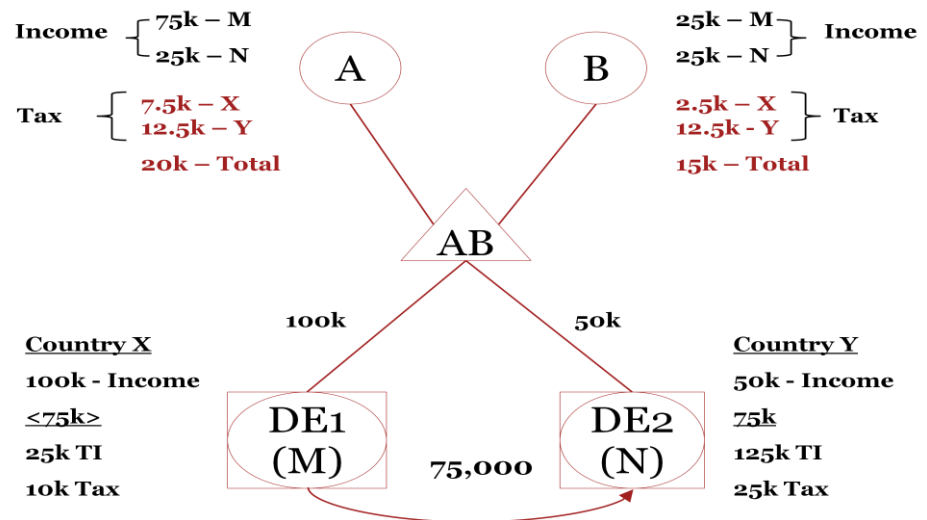 Income
75k – M
25k – N
Tax
7.5k – X
12.5k – Y
20k – Total
A
B
25k – M
25k – N
Income
2.5k – X
12.5k - Y
Tax
15k – Total
AB
100k
50k
Country X
100k - Income
<75k>
25k TI
10k Tax
DE1
(M)
75,000
DE2
(N)
Country Y
50k - Income
75k
125k TI
25k Tax